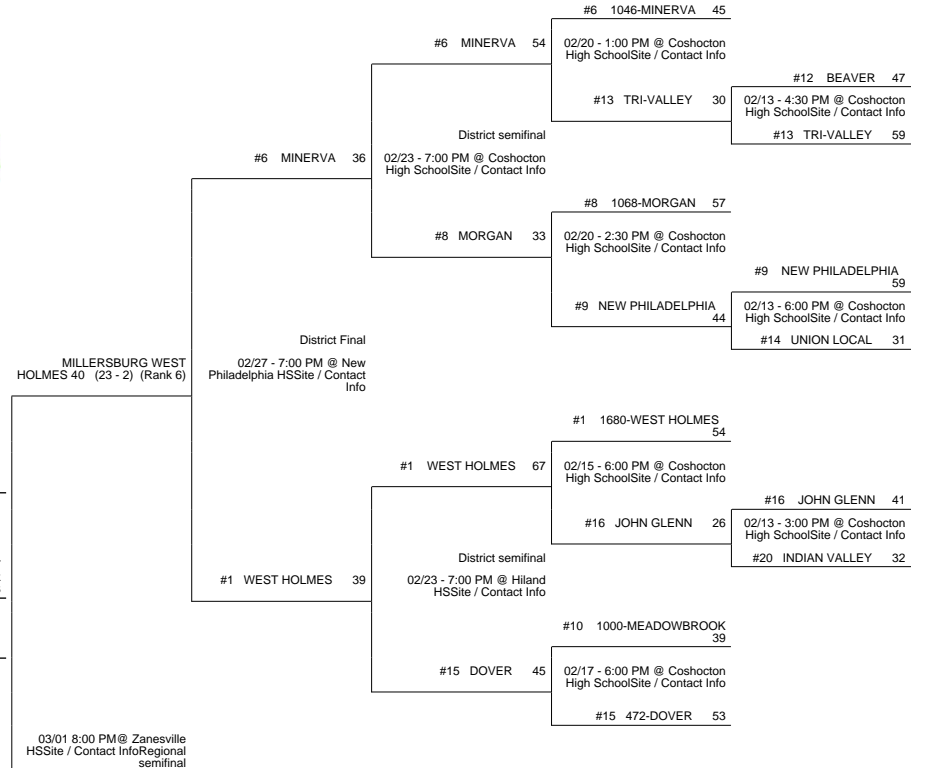 #6 1046-MINERVA 45
#6 MINERVA 54
02/20 - 1:00 PM @ Coshocton
High SchoolSite / Contact Info
#12 BEAVER 47
#13 TRI-VALLEY 30
02/13 - 4:30 PM @ Coshocton
High SchoolSite / Contact Info
#13 TRI-VALLEY 59
District semifinal
#6 MINERVA 36
02/23 - 7:00 PM @ Coshocton
High SchoolSite / Contact Info
#8 1068-MORGAN 57
#8 MORGAN 33
02/20 - 2:30 PM @ Coshocton
High SchoolSite / Contact Info
#9 NEW PHILADELPHIA
59
#9 NEW PHILADELPHIA
44
02/13 - 6:00 PM @ Coshocton
High SchoolSite / Contact Info
#14 UNION LOCAL 31
District Final
02/27 - 7:00 PM @ New
Philadelphia HSSite / Contact
Info
MILLERSBURG WEST
HOLMES 40 (23 - 2) (Rank 6)
#1 1680-WEST HOLMES
54
#1 WEST HOLMES 67
02/15 - 6:00 PM @ Coshocton
High SchoolSite / Contact Info
#16 JOHN GLENN 41
#16 JOHN GLENN 26
02/13 - 3:00 PM @ Coshocton
High SchoolSite / Contact Info
#20 INDIAN VALLEY 32
District semifinal
#1 WEST HOLMES 39
02/23 - 7:00 PM @ Hiland
HSSite / Contact Info
#10 1000-MEADOWBROOK
39
#15 DOVER 45
02/17 - 6:00 PM @ Coshocton
High SchoolSite / Contact Info
#15 472-DOVER 53
03/01 8:00 PM@ Zanesville
HSSite / Contact InfoRegional
semifinal